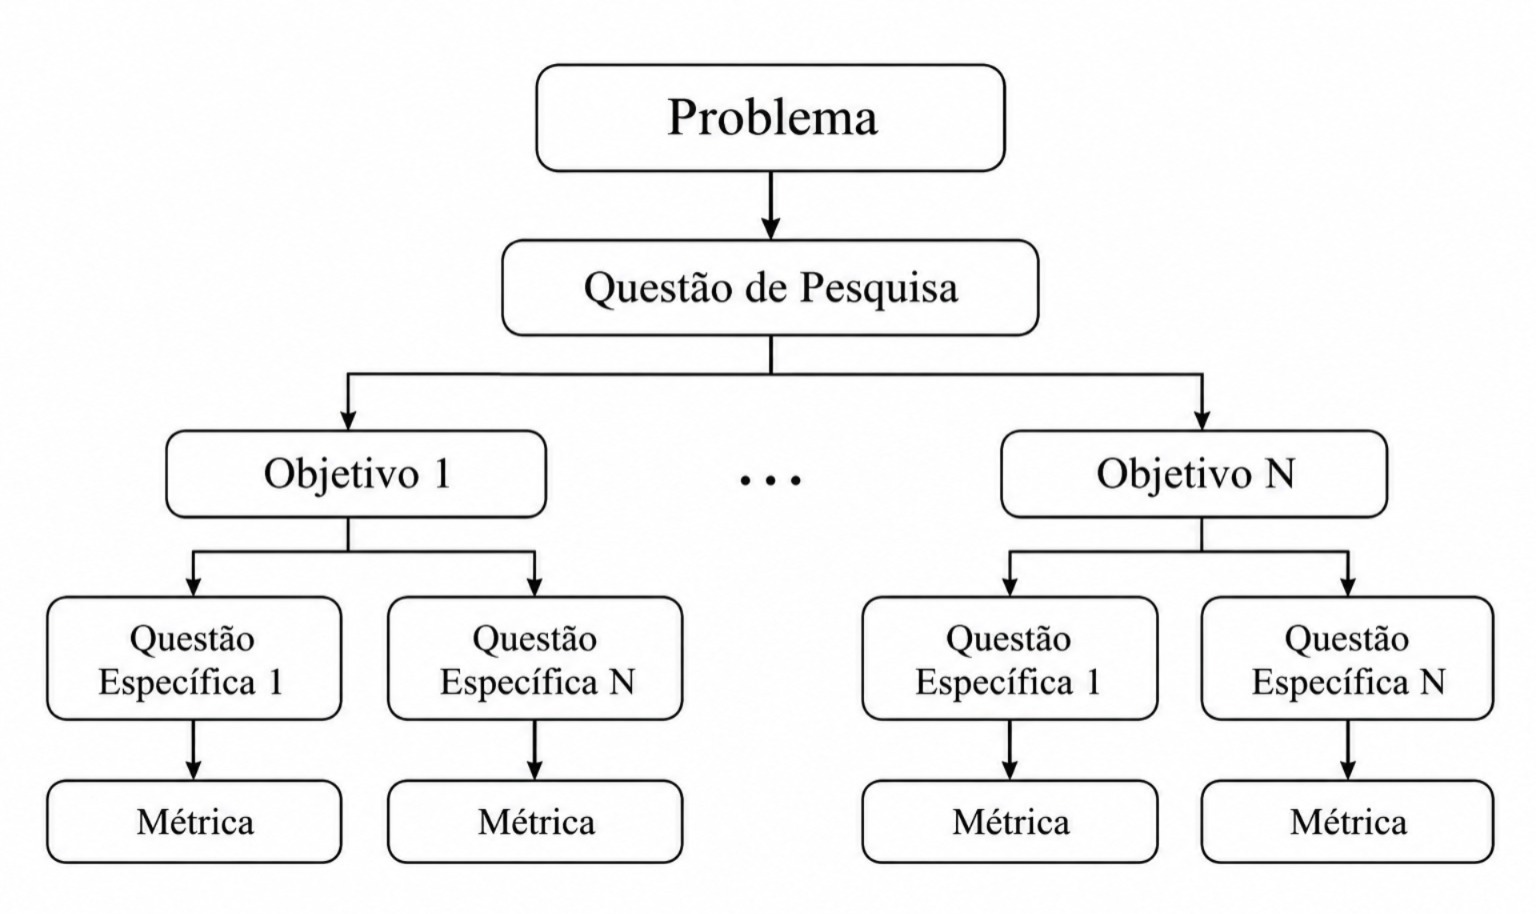 Problema
Questão de Pesquisa
Objetivo 1
...
Objetivo N
Questão
Específica 1
Questão
Específica N
Questão
Específica 1
Questão
Específica N
Métrica
Métrica
Métrica
Métrica